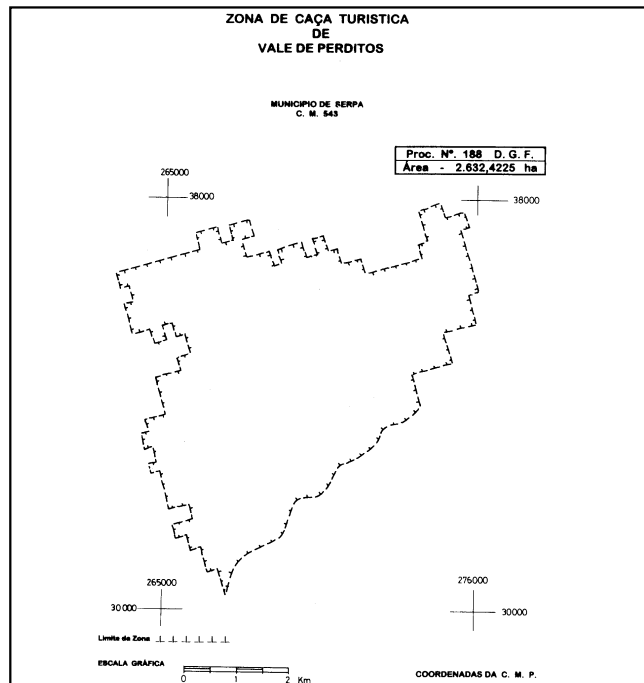 ZONA DE CAÇA TURISTICA
DE
VALE DE PERDITOS
MUNICIPIO DE SERPA
C. M. 543
Proc. Nº. 188 D. G. F.
Área - 2.632,4225 ha
265000
38000
38000
265000
30000
276000
30000
Limite da Zona
ESCALA GRÁFICA
0 1 2 Km
COORDENADAS DA C. M. P.